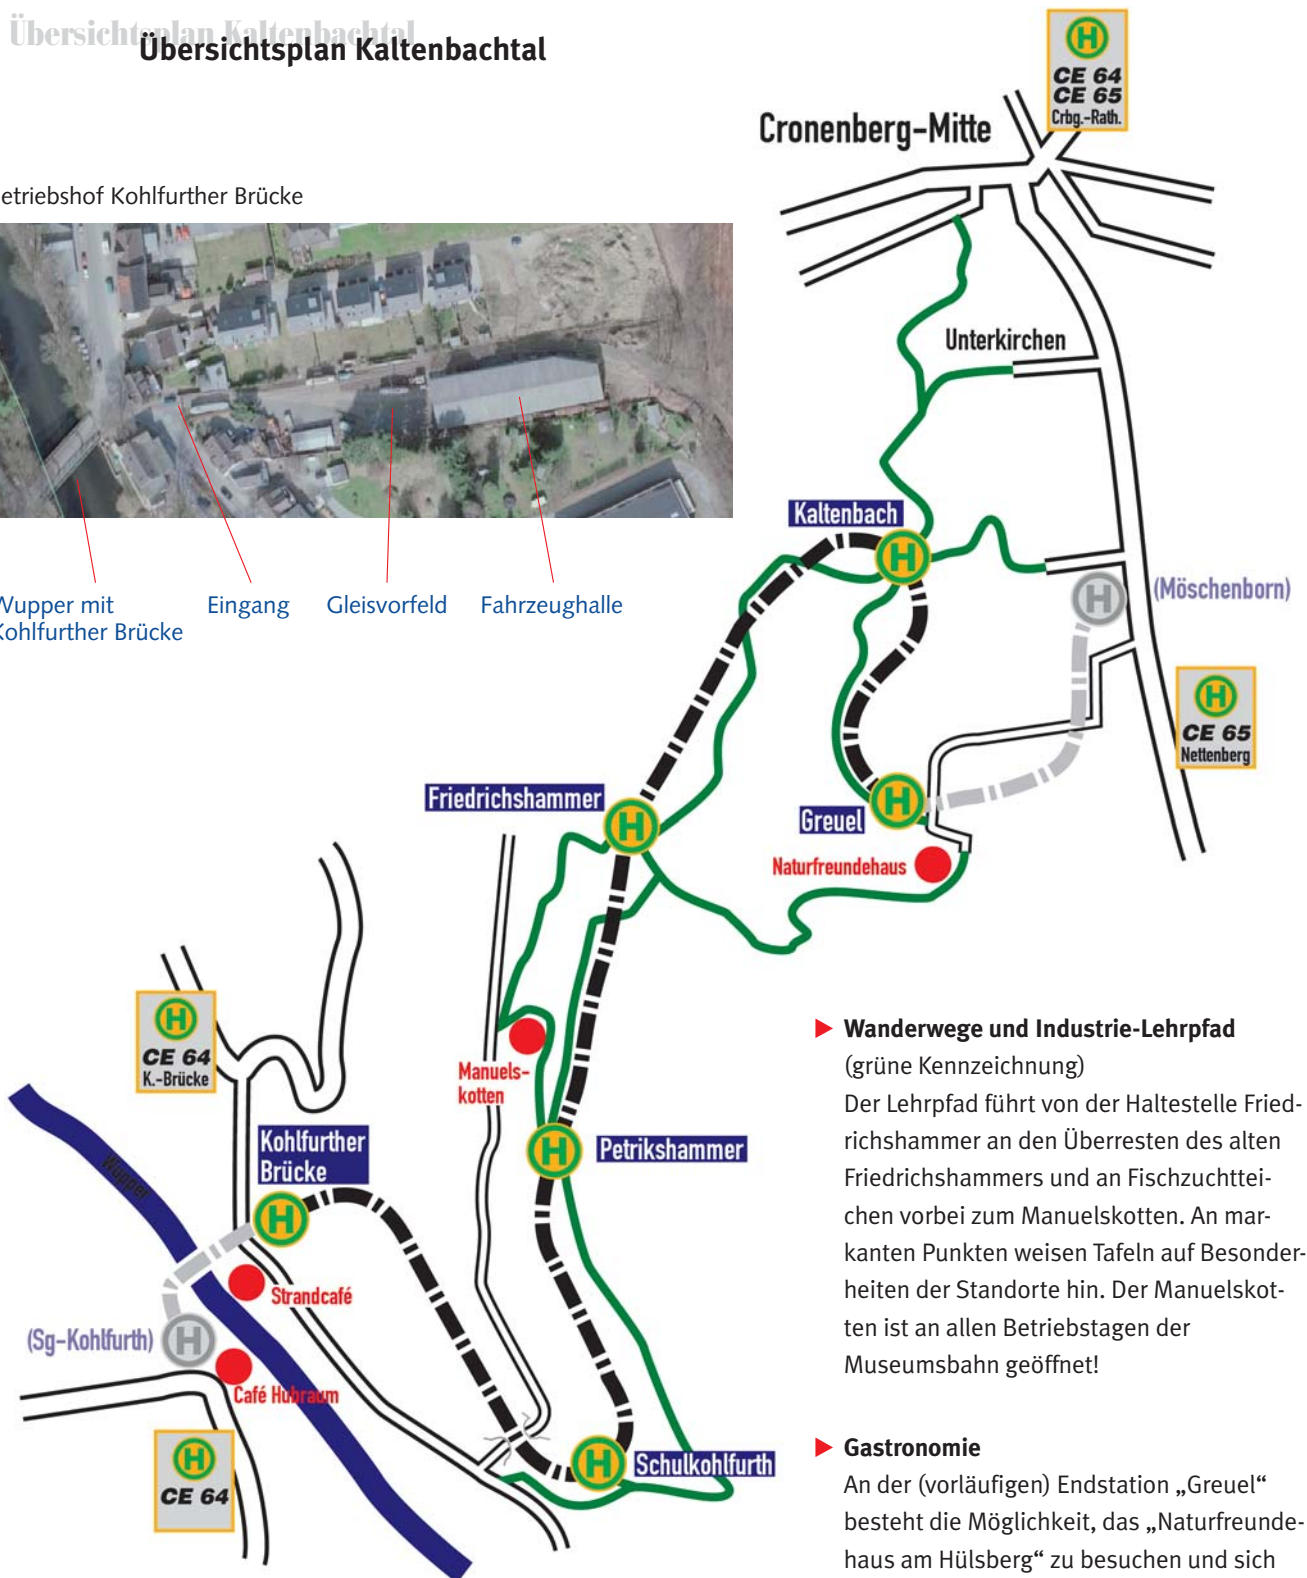 Übersichtsplan Kaltenbachtal
Übersichtsplan Kaltenbachtal
H
CE 64
CE 65
Crbg.-Rath.
Cronenberg-Mitte
etriebshof Kohlfurther Brücke
Unterkirchen
Kaltenbach
H
H
(Möschenborn)
Wupper mit
Kohlfurther Brücke
Eingang
Gleisvorfeld
Fahrzeughalle
H
CE 65
Nettenberg
Friedrichshammer
H
Greuel
H
Naturfreundehaus
H
CE 64
K.-Brücke
Manuels-
kotten
Kohlfurther
Brücke
H
Petrikshammer
H
Wupper
Strandcafé
(Sg-Kohlfurth)
H
Café Hubraum
H
CE 64
Schulkohlfurth
H
Wanderwege und Industrie-Lehrpfad
(grüne Kennzeichnung)
Der Lehrpfad führt von der Haltestelle Fried-
richshammer an den Überresten des alten
Friedrichshammers und an Fischzucht­tei-
chen vorbei zum Manuelskotten. An mar-
kanten Punkten weisen Tafeln auf Besonder-
heiten der Standorte hin. Der Manuelskot-
ten ist an allen Betriebstagen der
Museumsbahn geöffnet!
Gastronomie
An der (vorläufigen) Endstation „Greuel“
besteht die Möglichkeit, das „Naturfreunde-
haus am Hülsberg“ zu besuchen und sich